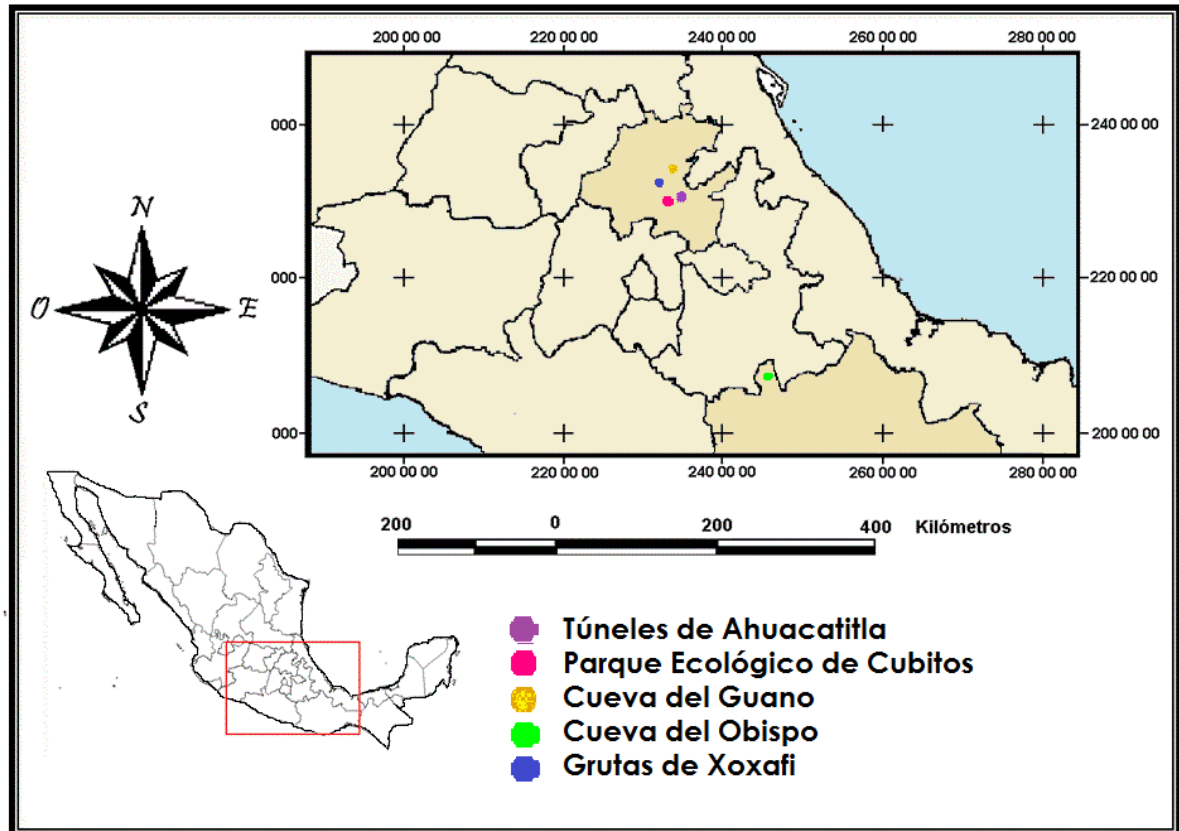 200 00 00 220 00 00 240 00 00 260 00 00 280 00 00
000 240 00 00
000 220 00 00
000 200 00 00
200 00 00 220 00 00 240 00 00 260 00 00 280 00 00
N
O E
S
200 0 200 400 Kilómetros
Túneles de Ahuacatitla
Parque Ecológico de Cubitos
Cueva del Guano
Cueva del Obispo
Grutas de Xoxafi